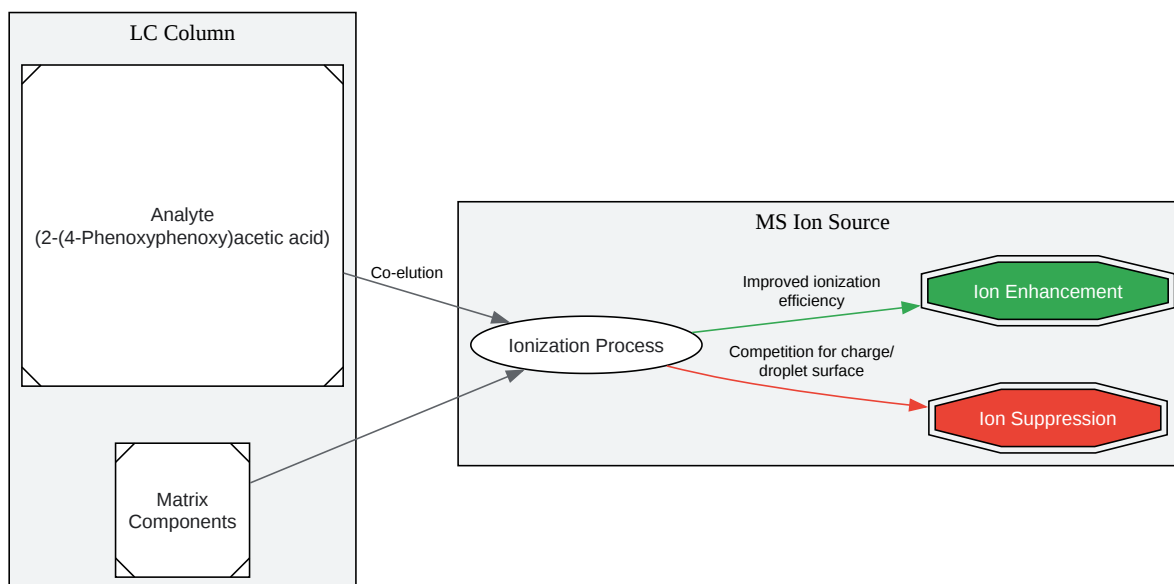 LC Column
Analyte
(2-(4-Phenoxyphenoxy)acetic acid)
Matrix
Components
Co-elution
MS Ion Source
Ionization Process
Improved ionization
efficiency
Competition for charge/
droplet surface
Ion Enhancement
Ion Suppression